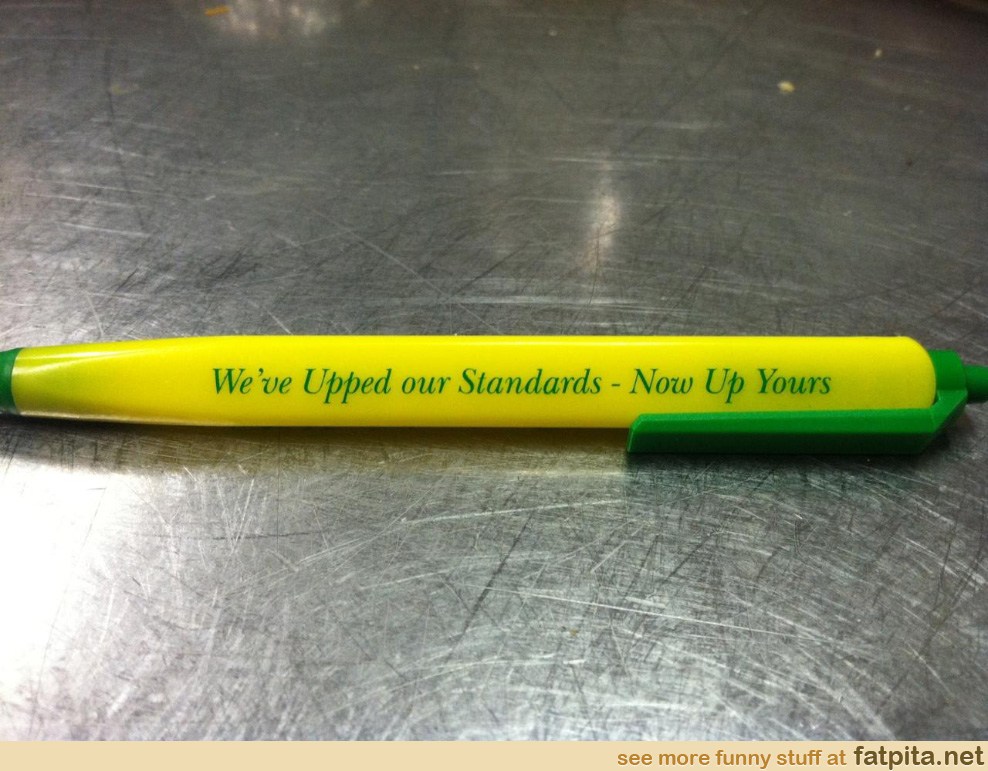 We've Upped our Standards - Now Up Yours
see more funny stuff at fatpita.net